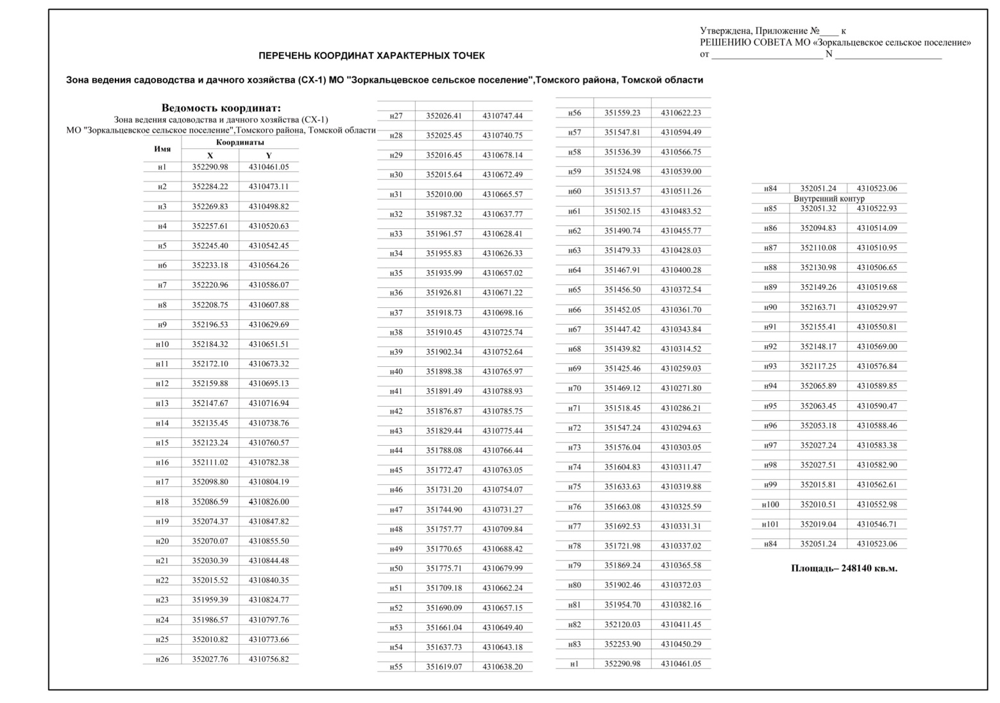 Утверждена, Приложение №____ к
РЕШЕНИЮ СОВЕТА МО «Зоркальцевское сельское поселение»
от _______________________ N ______________________
ПЕРЕЧЕНЬ КООРДИНАТ ХАРАКТЕРНЫХ ТОЧЕК
Зона ведения садоводства и дачного хозяйства (СХ-1) МО "Зоркальцевское сельское поселение",Томского района, Томской области
Ведомость координат:
Зона ведения садоводства и дачного хозяйства (СХ-1)
МО "Зоркальцевское сельское поселение",Томского района, Томской области
Имя Координаты
X Y
н1 352290.98 4310461.05
н2 352284.22 4310473.11
н3 352269.83 4310498.82
н4 352257.61 4310520.63
н5 352245.40 4310542.45
н6 352233.18 4310564.26
н7 352220.96 4310586.07
н8 352208.75 4310607.88
н9 352196.53 4310629.69
н10 352184.32 4310651.51
н11 352172.10 4310673.32
н12 352159.88 4310695.13
н13 352147.67 4310716.94
н14 352135.45 4310738.76
н15 352123.24 4310760.57
н16 352111.02 4310782.38
н17 352098.80 4310804.19
н18 352086.59 4310826.00
н19 352074.37 4310847.82
н20 352070.07 4310855.50
н21 352030.39 4310844.48
н22 352015.52 4310840.35
н23 351959.39 4310824.77
н24 351986.57 4310797.76
н25 352010.82 4310773.66
н26 352027.76 4310756.82
н27 352026.41 4310747.44
н28 352025.45 4310740.75
н29 352016.45 4310678.14
н30 352015.64 4310672.49
н31 352010.00 4310665.57
н32 351987.32 4310637.77
н33 351961.57 4310628.41
н34 351955.83 4310626.33
н35 351935.99 4310657.02
н36 351926.81 4310671.22
н37 351918.73 4310698.16
н38 351910.45 4310725.74
н39 351902.34 4310752.64
н40 351898.38 4310765.97
н41 351891.49 4310788.93
н42 351876.87 4310785.75
н43 351829.44 4310775.44
н44 351788.08 4310766.44
н45 351772.47 4310763.05
н46 351731.20 4310754.07
н47 351744.90 4310731.27
н48 351757.77 4310709.84
н49 351770.65 4310688.42
н50 351775.71 4310679.99
н51 351709.18 4310662.24
н52 351690.09 4310657.15
н53 351661.04 4310649.40
н54 351637.73 4310643.18
н55 351619.07 4310638.20
н56 351559.23 4310622.23
н57 351547.81 4310594.49
н58 351536.39 4310566.75
н59 351524.98 4310539.00
н60 351513.57 4310511.26
н61 351502.15 4310483.52
н62 351490.74 4310455.77
н63 351479.33 4310428.03
н64 351467.91 4310400.28
н65 351456.50 4310372.54
н66 351452.05 4310361.70
н67 351447.42 4310343.84
н68 351439.82 4310314.52
н69 351425.46 4310259.03
н70 351469.12 4310271.80
н71 351518.45 4310286.21
н72 351547.24 4310294.63
н73 351576.04 4310303.05
н74 351604.83 4310311.47
н75 351633.63 4310319.88
н76 351663.08 4310325.59
н77 351692.53 4310331.31
н78 351721.98 4310337.02
н79 351869.24 4310365.58
н80 351902.46 4310372.03
н81 351954.70 4310382.16
н82 352120.03 4310411.45
н83 352253.90 4310450.29
н1 352290.98 4310461.05
н84 352051.24 4310523.06
Внутренний контур
н85 352051.32 4310522.93
н86 352094.83 4310514.09
н87 352110.08 4310510.95
н88 352130.98 4310506.65
н89 352149.26 4310519.68
н90 352163.71 4310529.97
н91 352155.41 4310550.81
н92 352148.17 4310569.00
н93 352117.25 4310576.84
н94 352065.89 4310589.85
н95 352063.45 4310590.47
н96 352053.18 4310588.46
н97 352027.24 4310583.38
н98 352027.51 4310582.90
н99 352015.81 4310562.61
н100 352010.51 4310552.98
н101 352019.04 4310546.71
н84 352051.24 4310523.06
Площадь– 248140 кв.м.